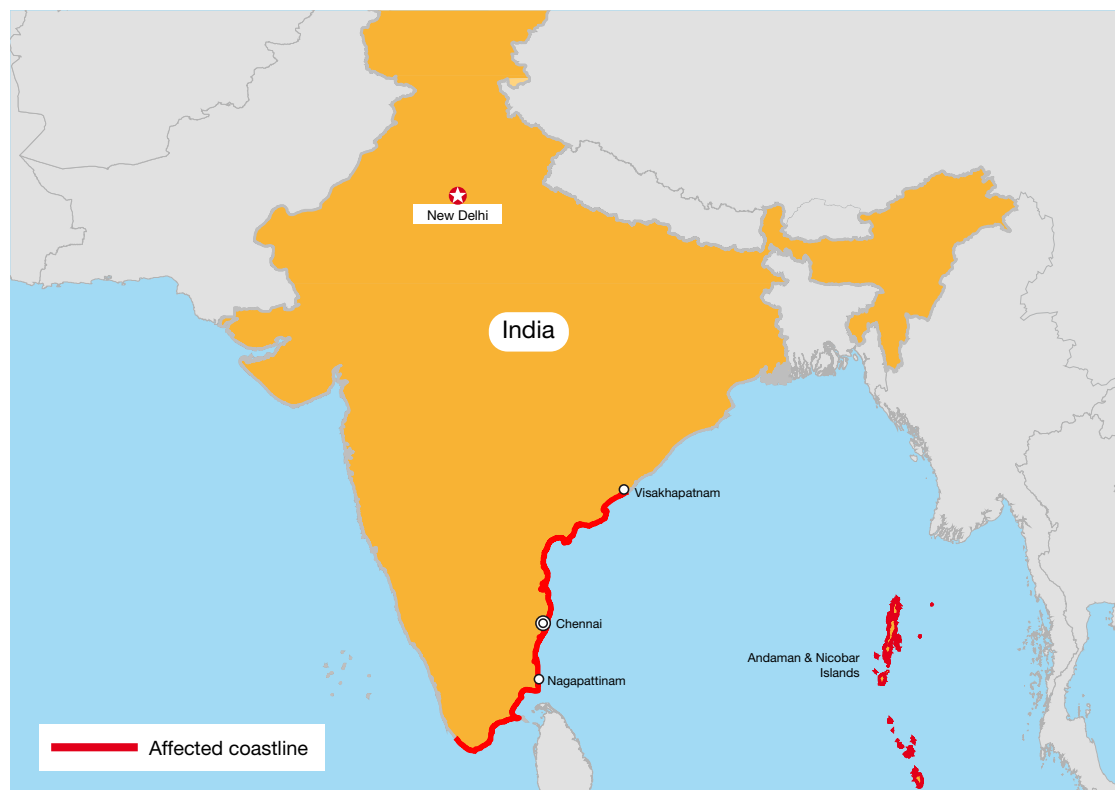 New Delhi
India
Visakhapatnam
Chennai
Andaman & Nicobar
Islands
Nagapattinam
Affected coastline